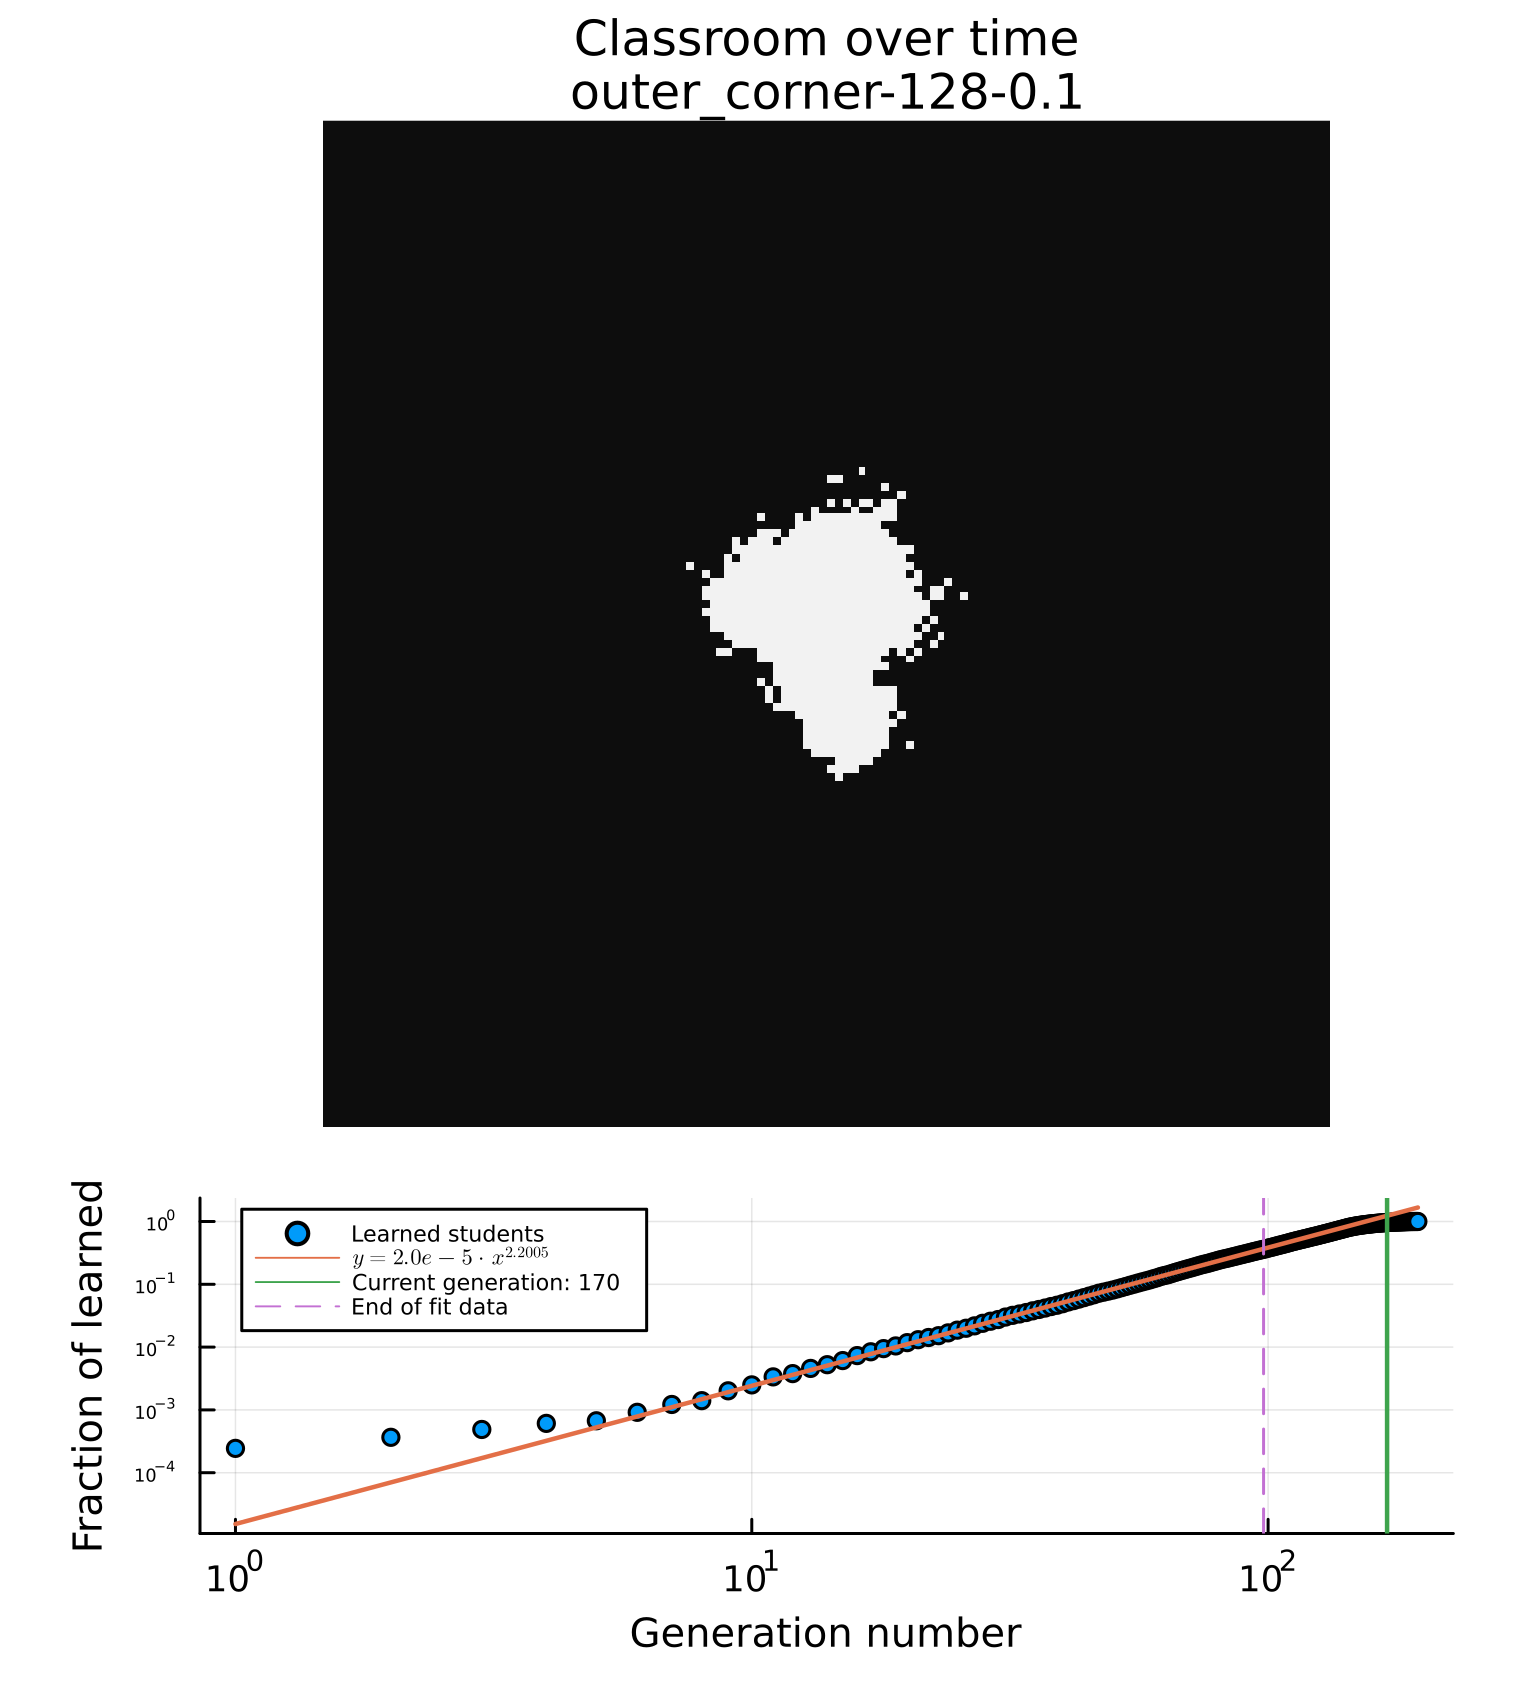 Classroom over time
outer_corner-128-0.1
Fraction of learned
10⁰
10⁻¹
10⁻²
10⁻³
10⁻⁴
Learned students
y = 2.0e − 5 · x^2.2005
Current generation: 170
End of fit data
10⁰ 10¹ 10²
Generation number